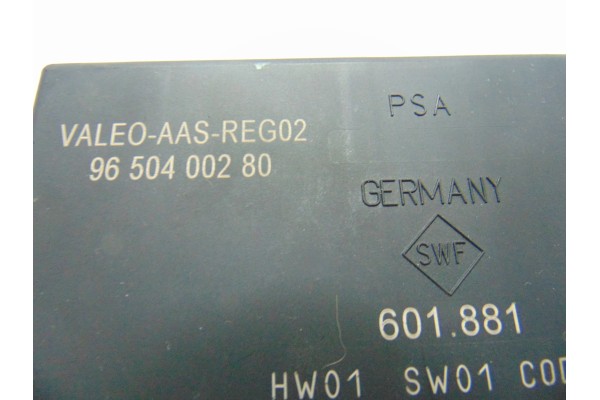 VALEO-AAS-REG02
96 504 002 80
PSA
GERMANY
SWF
601.881
HW01 SW01